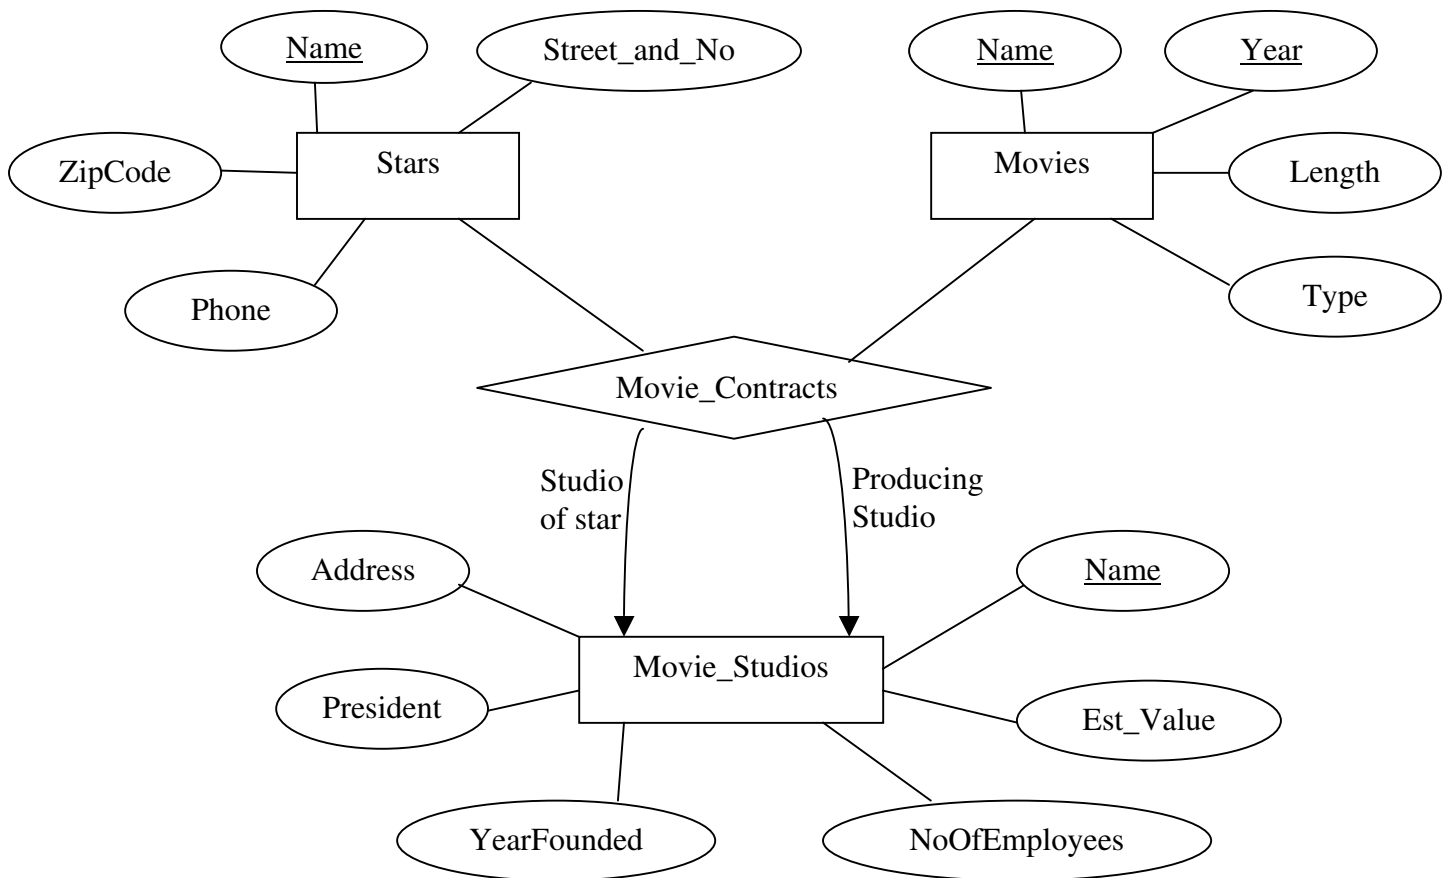 Name
Street_and_No
Name
Year
ZipCode
Stars
Movies
Length
Phone
Type
Movie_Contracts
Studio
of star
Producing
Studio
Address
Name
Movie_Studios
President
Est_Value
YearFounded
NoOfEmployees